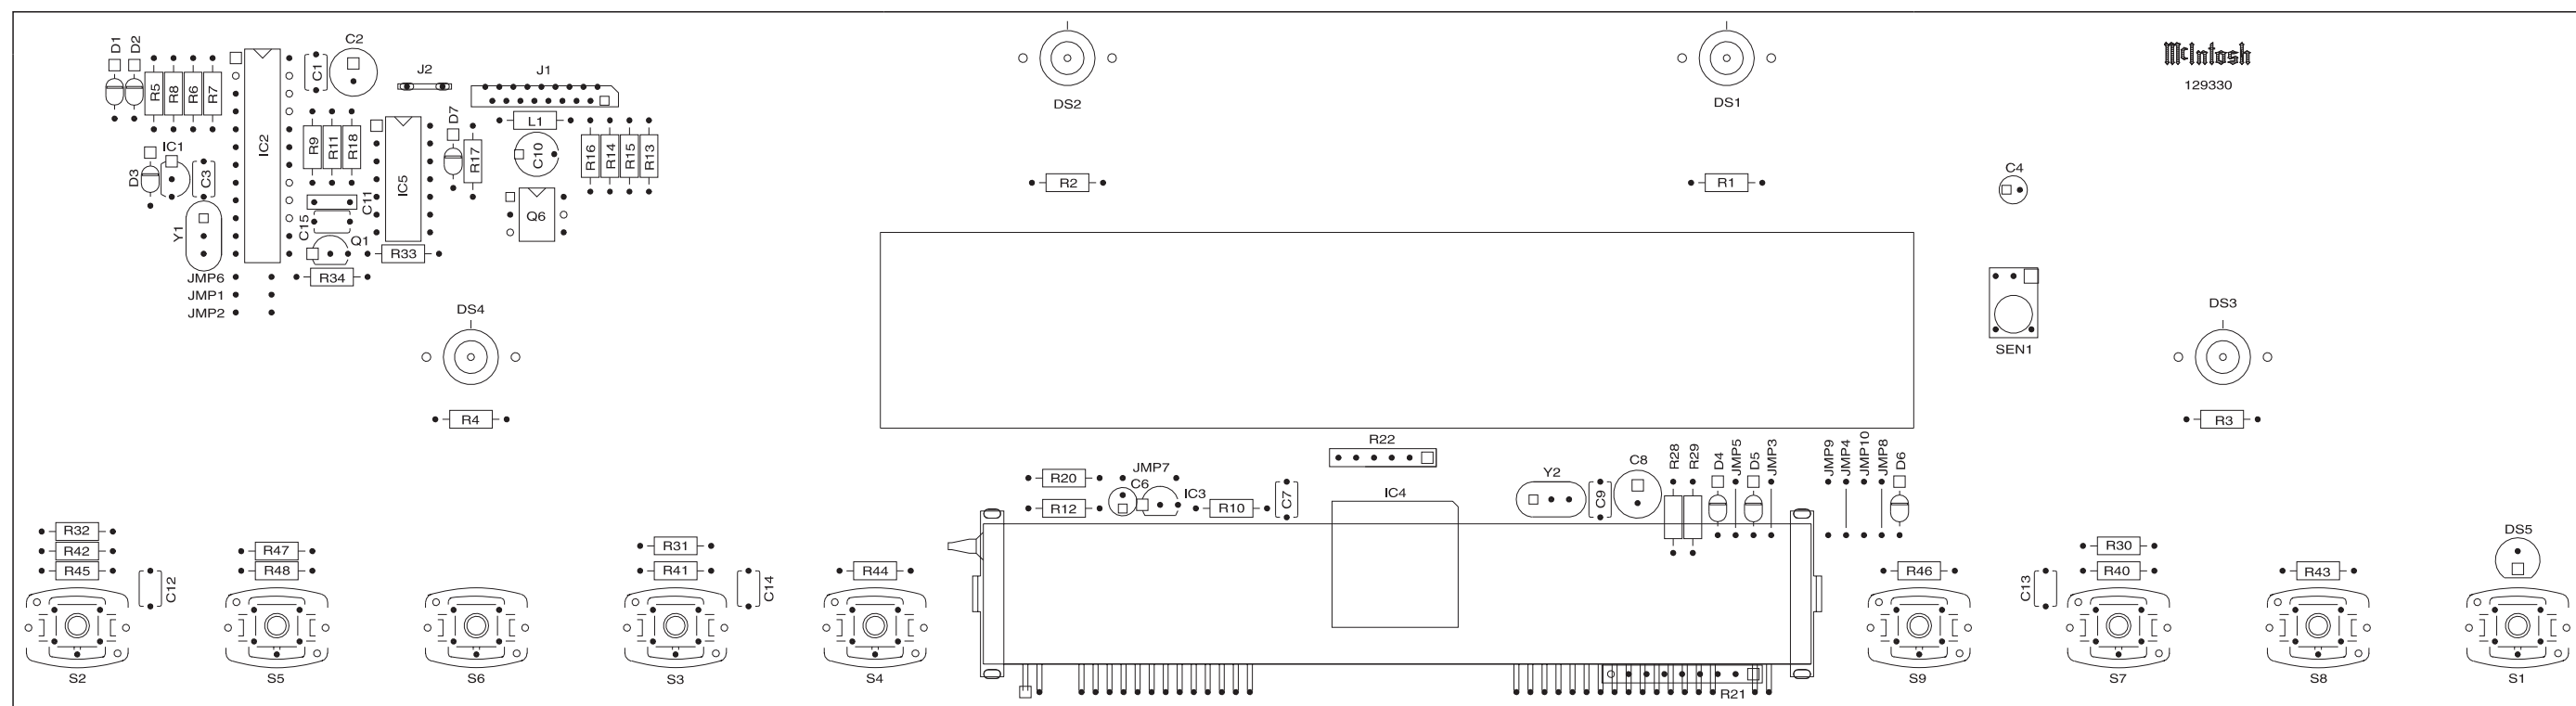 D1
D2
C2
C1
J2
J1
DS2
DS1
McIntosh
129330
R5
R8
R6
R7
IC2
D7
L1
IC1
R9
R11
R18
IC5
R17
C10
R16
R14
R15
R13
D3
C3
C11
Q6
R2
R1
C4
Y1
C15
Q1
R33
JMP6
R34
JMP1
JMP2
DS4
SEN1
DS3
R4
R3
R22
R20
JMP7
C6
IC3
R12
R10
C7
IC4
Y2
C9
C8
R28
R29
D4
JMP5
D5
JMP3
JMP9
JMP4
JMP10
JMP8
D6
R32
R42
R45
C12
R47
R48
R31
R41
C14
R44
R46
C13
R30
R40
R43
DS5
S2
S5
S6
S3
S4
R21
S9
S7
S8
S1